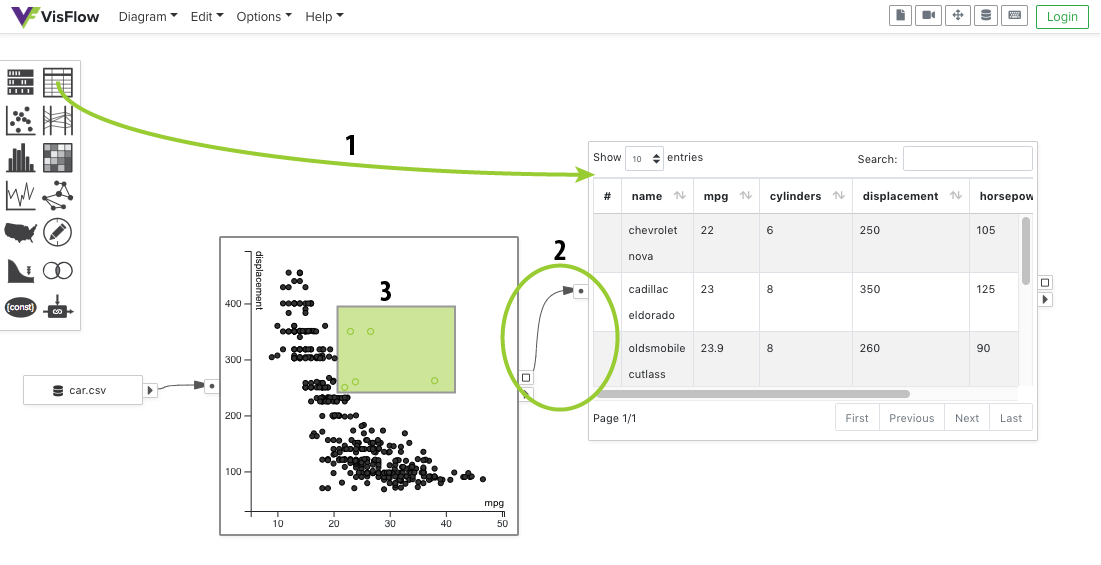 VisFlow Diagram Edit Options Help Login
1
Show 10 entries Search:
# name mpg cylinders displacement horsepow
chevrolet nova 22 6 250 105
cadillac eldorado 23 8 350 125
oldsmobile cutlass 23.9 8 260 90
Page 1/1 First Previous Next Last
2
3
{const}
car.csv
displacement
400
300
200
100
mpg
10 20 30 40 50